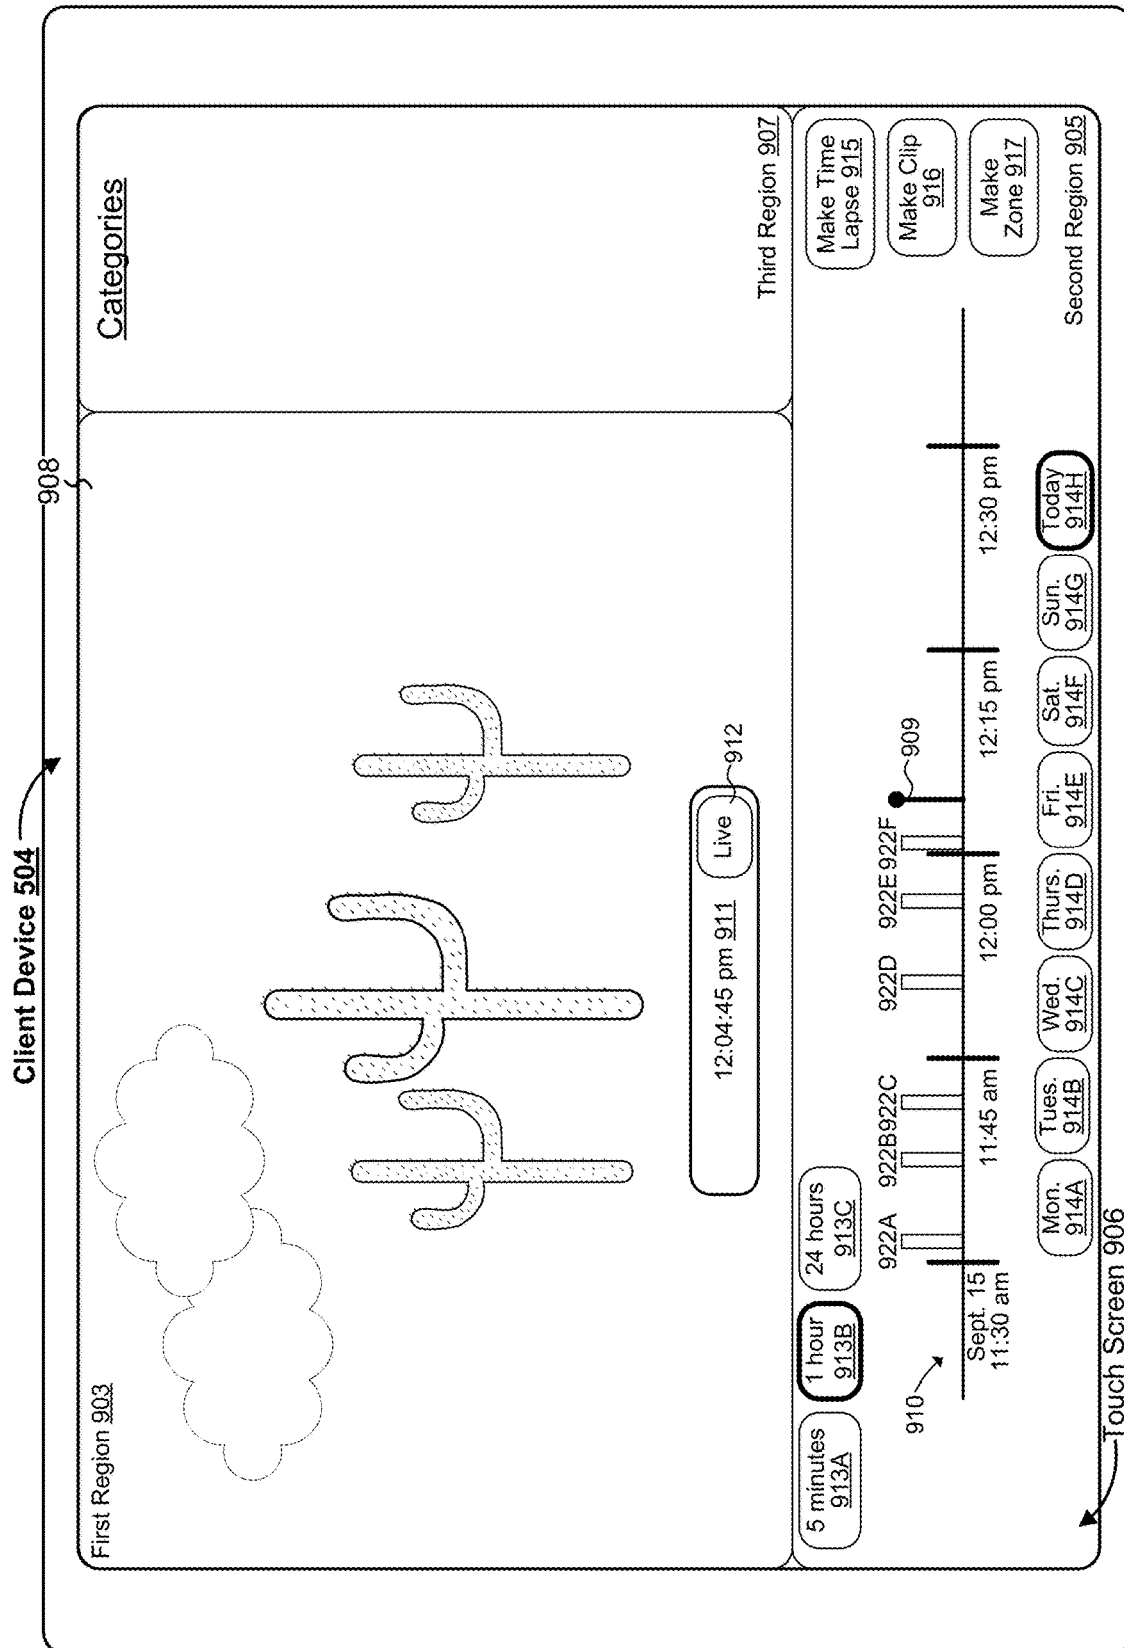 Client Device 504
908
First Region 903
Categories
12:04:45 pm 911
Live
912
Third Region 907
5 minutes
913A
1 hour
913B
24 hours
913C
Make Time
Lapse 915
Make Clip
916
Make
Zone 917
910
922A
922B
922C
922D
922E
922F
909
Sept. 15
11:30 am
11:45 am
12:00 pm
12:15 pm
12:30 pm
Mon.
914A
Tues.
914B
Wed.
914C
Thurs.
914D
Fri.
914E
Sat.
914F
Sun.
914G
Today
914H
Second Region 905
Touch Screen 906